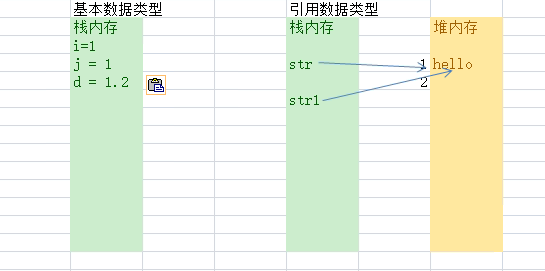 基本数据类型
引用数据类型
栈内存
栈内存
堆内存
i=1
j = 1
str
1
hello
d = 1.2
2
str1